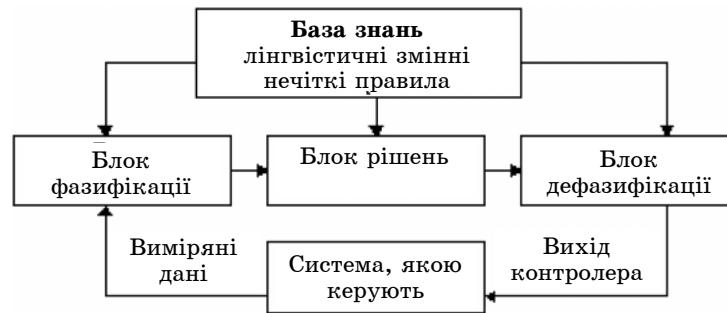 База знань
лінгвістичні змінні
нечіткі правила
Блок
фазифікації
Блок рішень
Блок
дефазифікації
Виміряні
дані
Система, якою
керують
Вихід
контролера